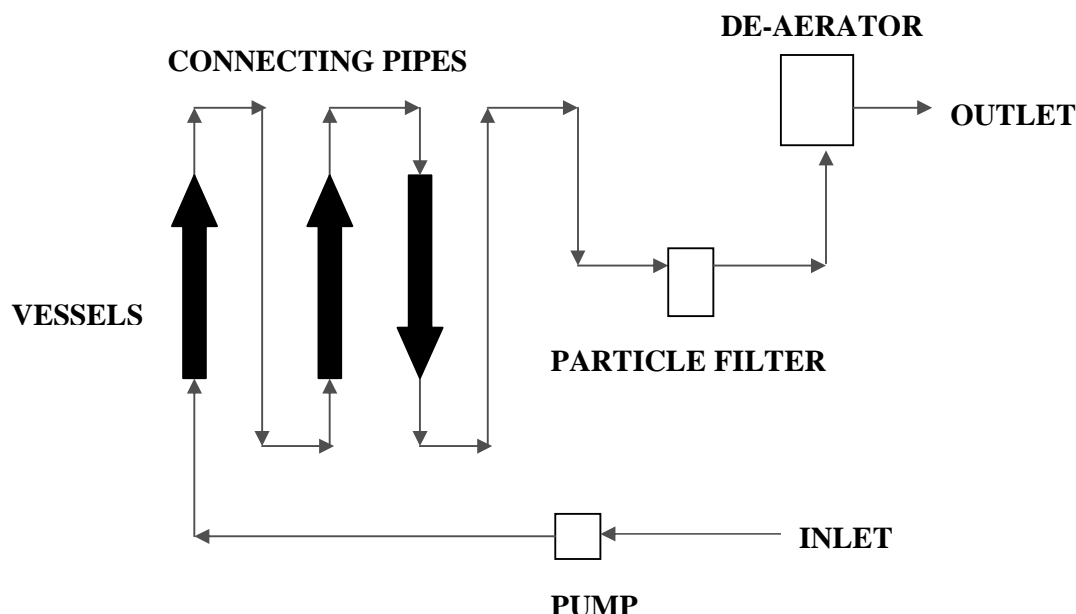 DE-AERATOR
CONNECTING PIPES
OUTLET
VESSELS
PARTICLE FILTER
INLET
PUMP